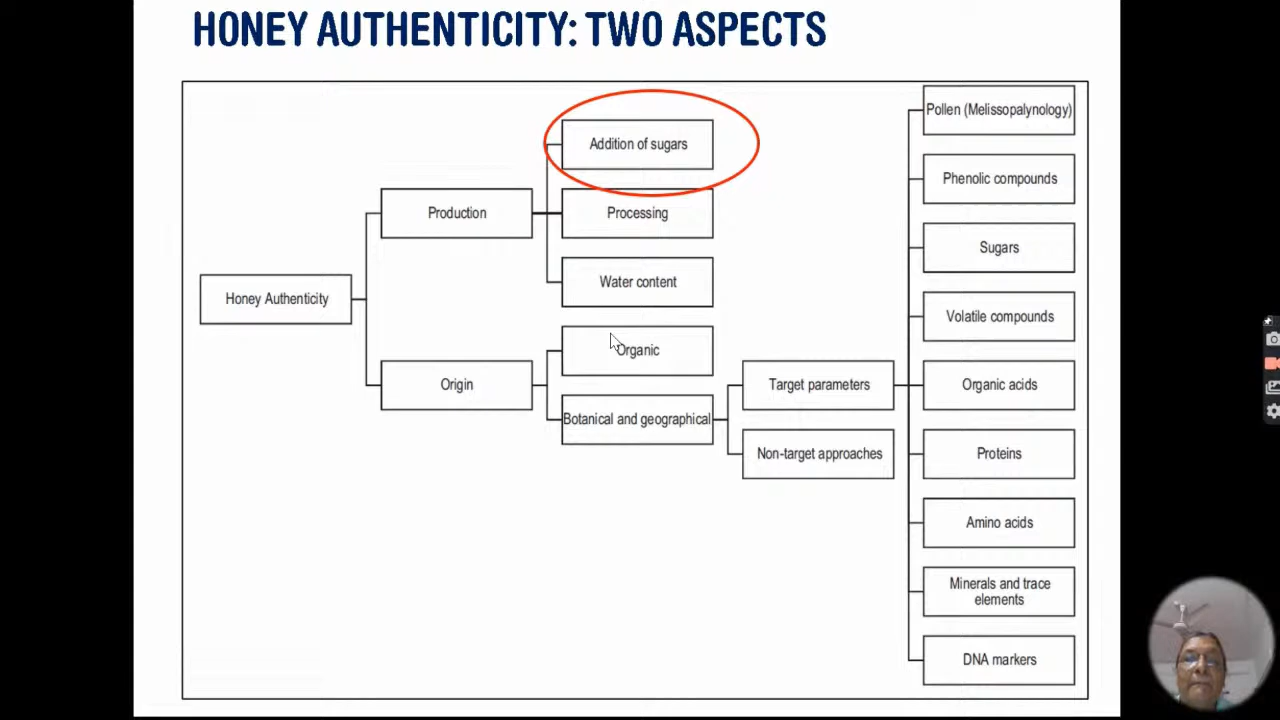 HONEY AUTHENTICITY: TWO ASPECTS
Honey Authenticity
Production
Addition of sugars
Processing
Water content
Origin
Organic
Botanical and geographical
Target parameters
Non-target approaches
Pollen (Melissopalynology)
Phenolic compounds
Sugars
Volatile compounds
Organic acids
Proteins
Amino acids
Minerals and trace
elements
DNA markers